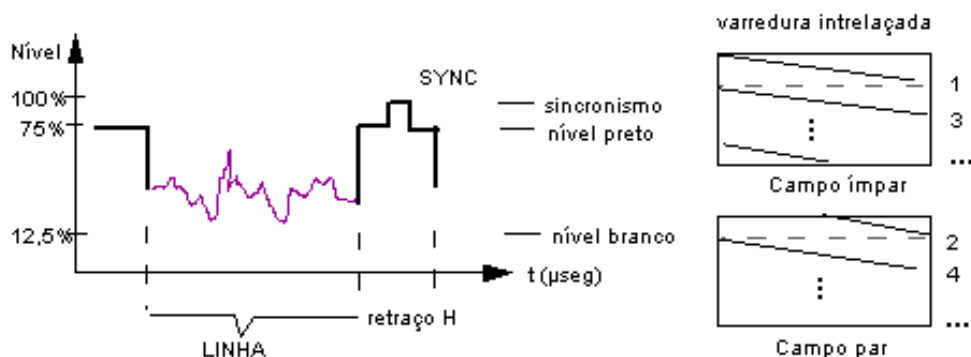 Nível
SYNC
100%
75%
12,5%
sincronismo
nível preto
nível branco
t (µseg)
LINHA
retraço H
varredura intrelaçada
1
3
...
Campo ímpar
2
4
...
Campo par